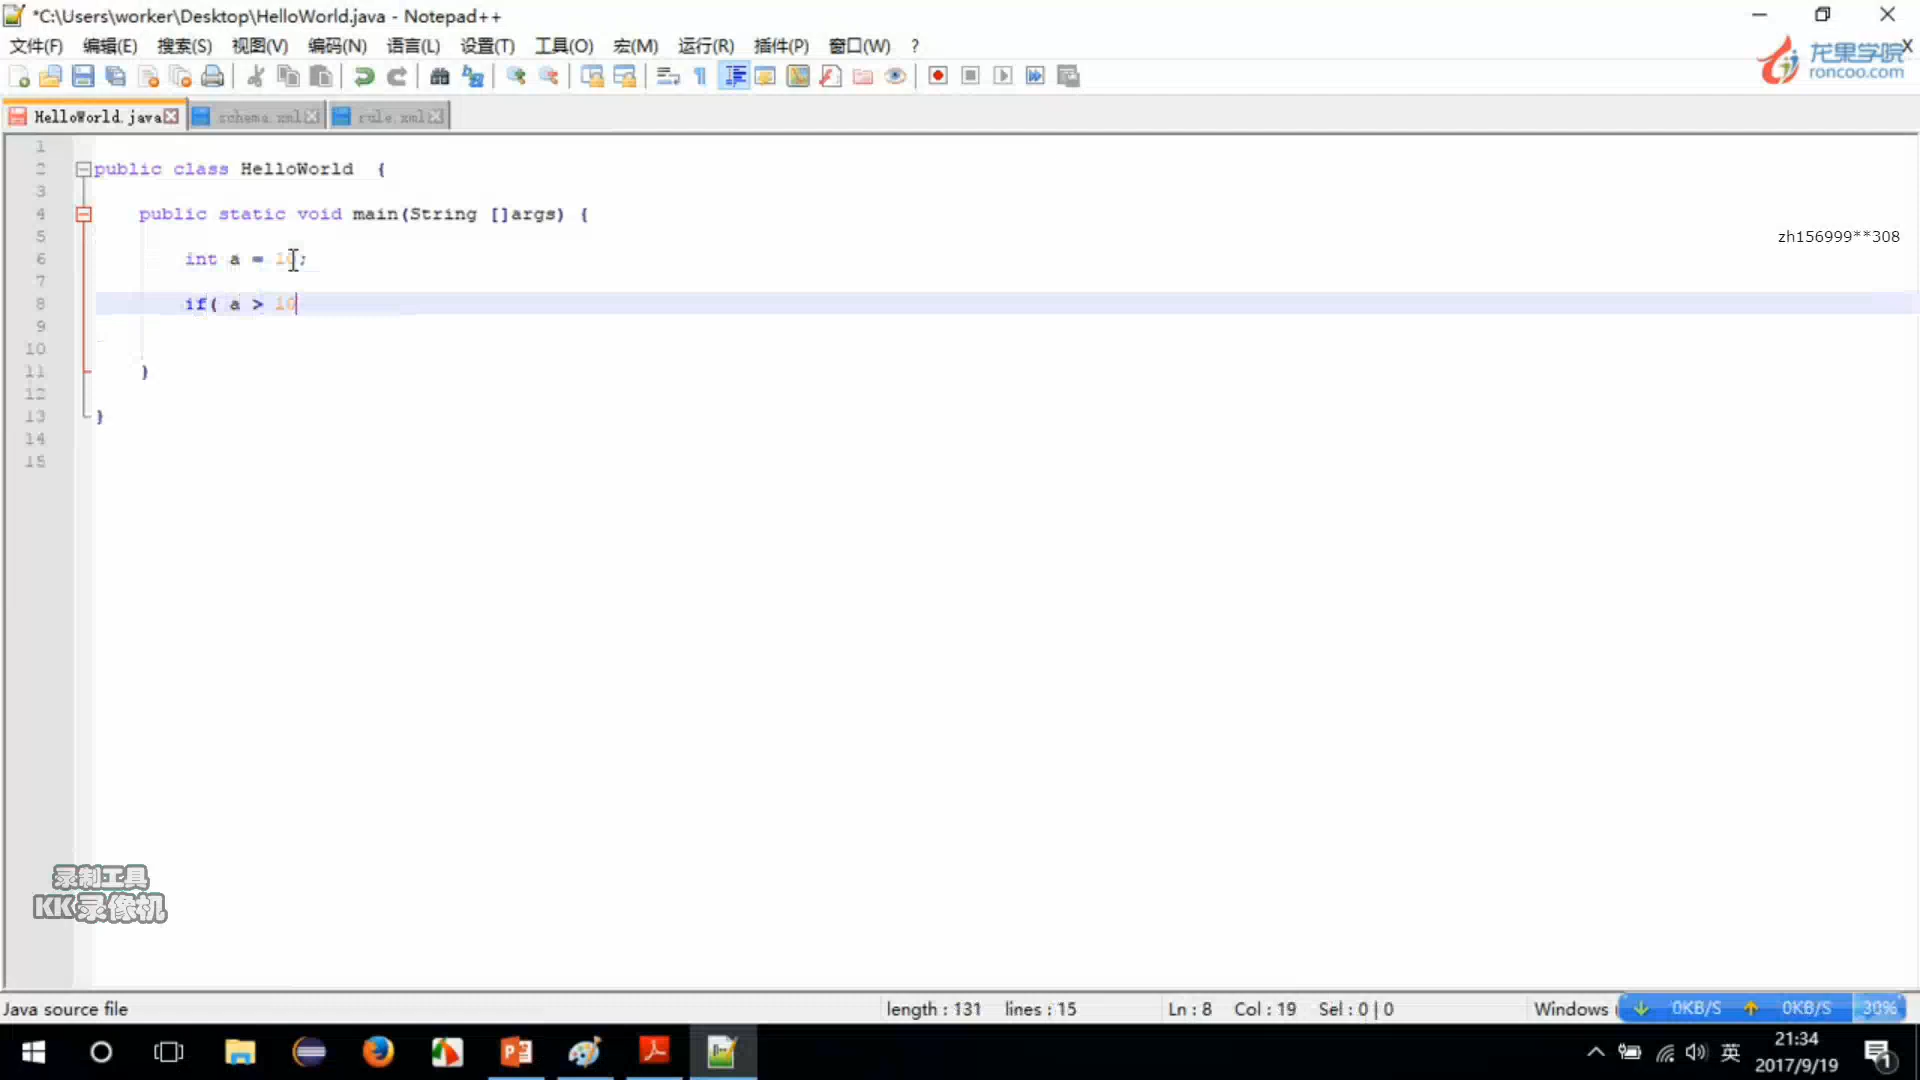 *C:\Users\worker\Desktop\HelloWorld.java - Notepad++
文件(F) 编辑(E) 搜索(S) 视图(V) 编码(N) 语言(L) 设置(T) 工具(O) 宏(M) 运行(R) 插件(P) 窗口(W) ? X
龙果学院
roncoo.com
HelloWorld.java schema.xml rule.xml
1
2 public class HelloWorld {
3
4 public static void main(String []args) {
5
zh156999**308
6 int a = 10;
7
8 if( a > 10
9
10
11 }
12
13 }
14
15
录制工具
KK录像机
Java source file length : 131 lines : 15 Ln : 8 Col : 19 Sel : 0 | 0 Windows 0KB/S 0KB/S 30%
英 21:34
2017/9/19 1